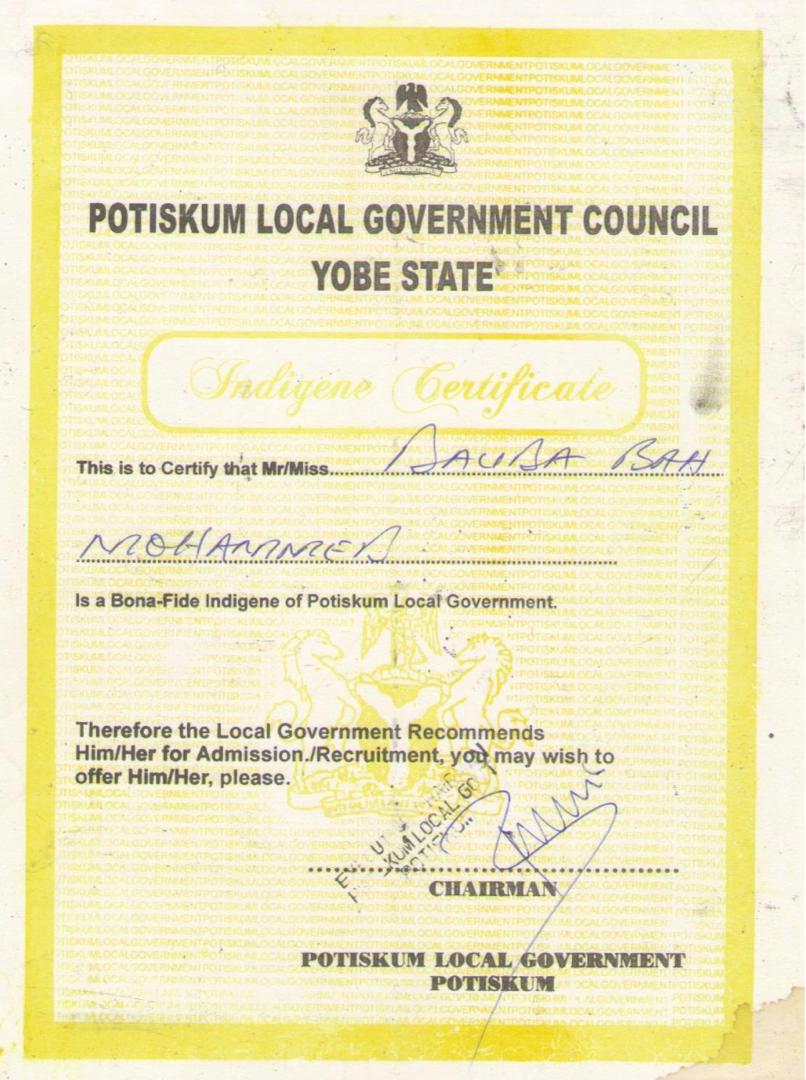 POTISKUM LOCAL GOVERNMENT COUNCIL
YOBE STATE
Indigene Certificate
This is to Certify that Mr/Miss.......... DAUDA BAH
MOHAMMED
Is a Bona-Fide Indigene of Potiskum Local Government.
Therefore the Local Government Recommends
Him/Her for Admission./Recruitment, you may wish to
offer Him/Her, please.
LOCAL
CHAIRMAN
POTISKUM LOCAL GOVERNMENT
POTISKUM